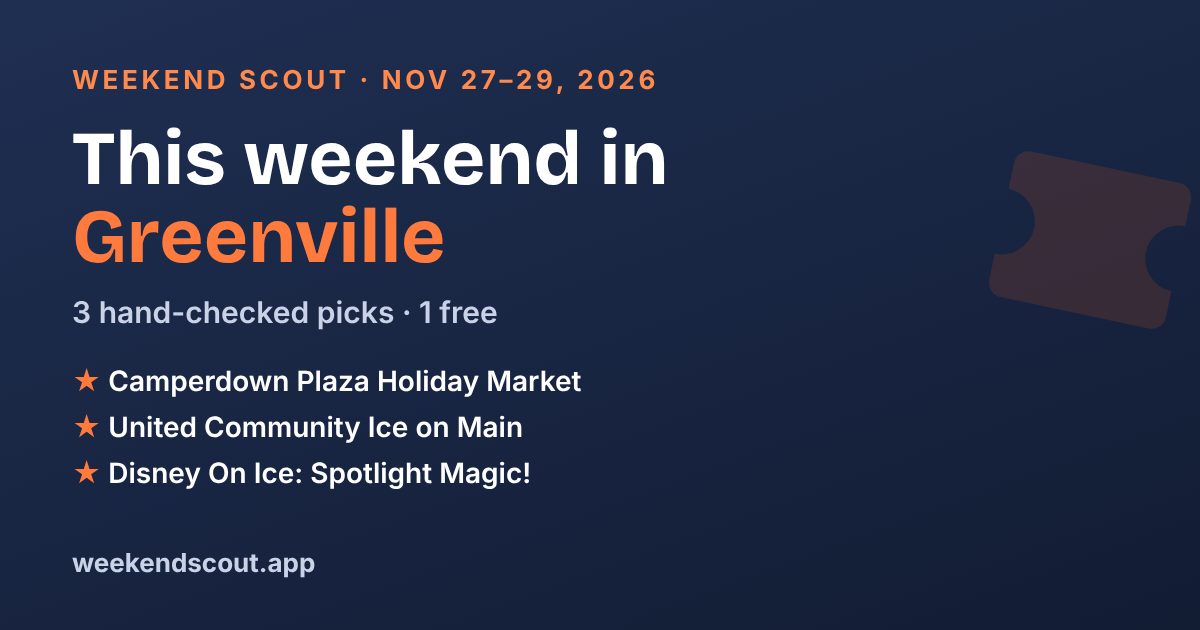 WEEKEND SCOUT · NOV 27–29, 2026
This weekend in
Greenville
3 hand-checked picks · 1 free
★ Camperdown Plaza Holiday Market
★ United Community Ice on Main
★ Disney On Ice: Spotlight Magic!
weekendscout.app